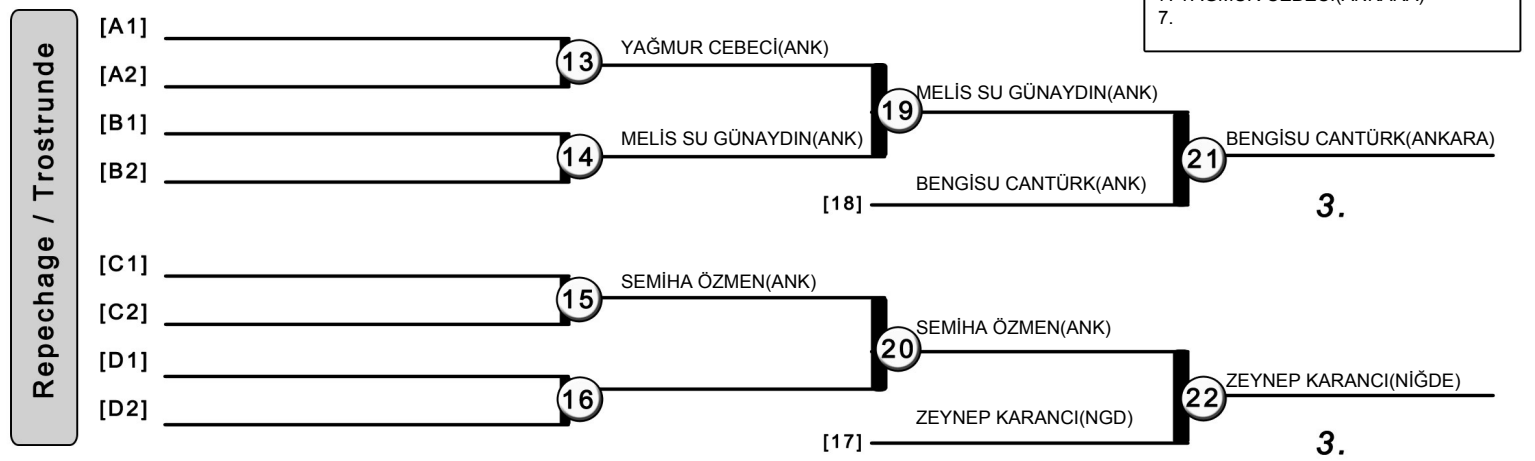 7.
Repechage / Trostrunde
[A1]
[A2]
13
YAĞMUR CEBECİ(ANK)
[B1]
[B2]
14
MELİS SU GÜNAYDIN(ANK)
19
MELİS SU GÜNAYDIN(ANK)
[18]
BENGİSU CANTÜRK(ANK)
21
BENGİSU CANTÜRK(ANKARA)
3.
[C1]
[C2]
15
SEMİHA ÖZMEN(ANK)
[D1]
[D2]
16
20
SEMİHA ÖZMEN(ANK)
[17]
ZEYNEP KARANCI(NGD)
22
ZEYNEP KARANCI(NİĞDE)
3.